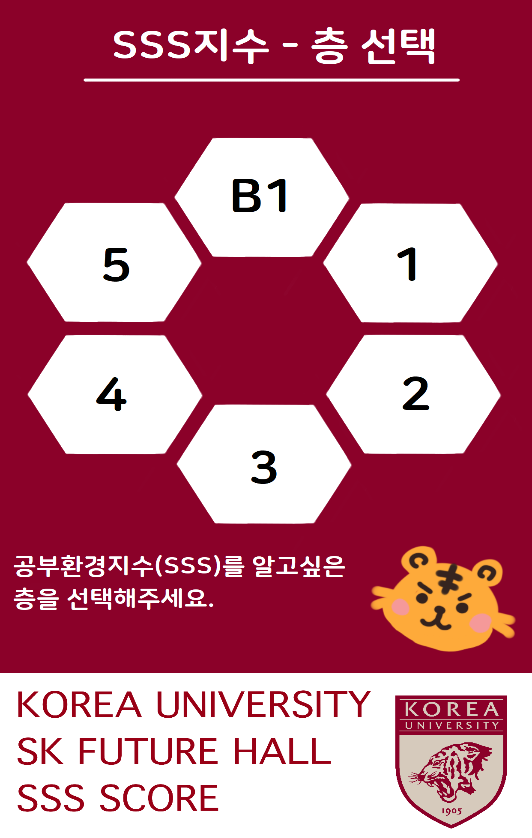 SSS지수 - 층 선택
B1
5
1
4
2
3
공부환경지수(SSS)를 알고싶은
층을 선택해주세요.
KOREA UNIVERSITY
SK FUTURE HALL
SSS SCORE
KOREA
UNIVERSITY
1905